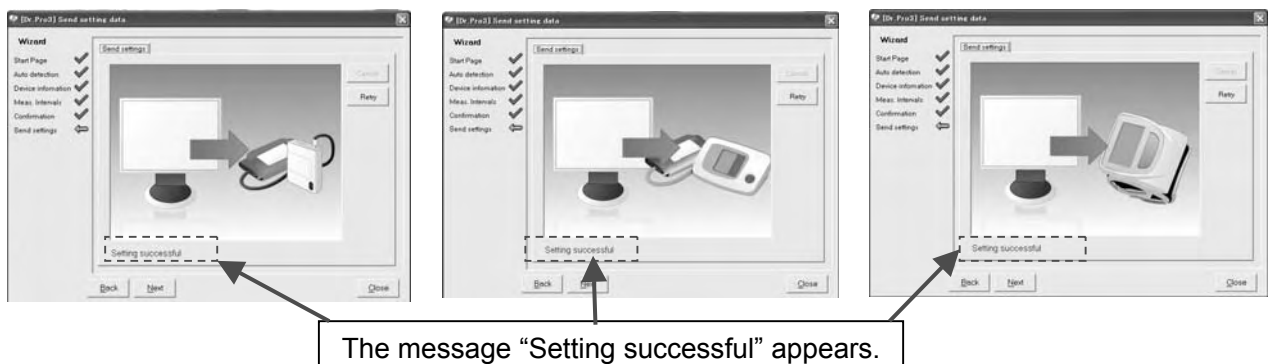 [Dr. Pro3] Send setting data
Wizard
Start Page
Auto detection
Device infomation
Meas. Intervals
Confirmation
Send settings
Send settings
Cancel
Retry
Setting successful
Back
Next
Close
[Dr. Pro3] Send setting data
Wizard
Start Page
Auto detection
Device infomation
Meas. Intervals
Confirmation
Send settings
Send settings
Cancel
Retry
Setting successful
Back
Next
Close
[Dr. Pro3] Send setting data
Wizard
Start Page
Auto detection
Device infomation
Meas. Intervals
Confirmation
Send settings
Send settings
Cancel
Retry
Setting successful
Back
Next
Close
The message “Setting successful” appears.